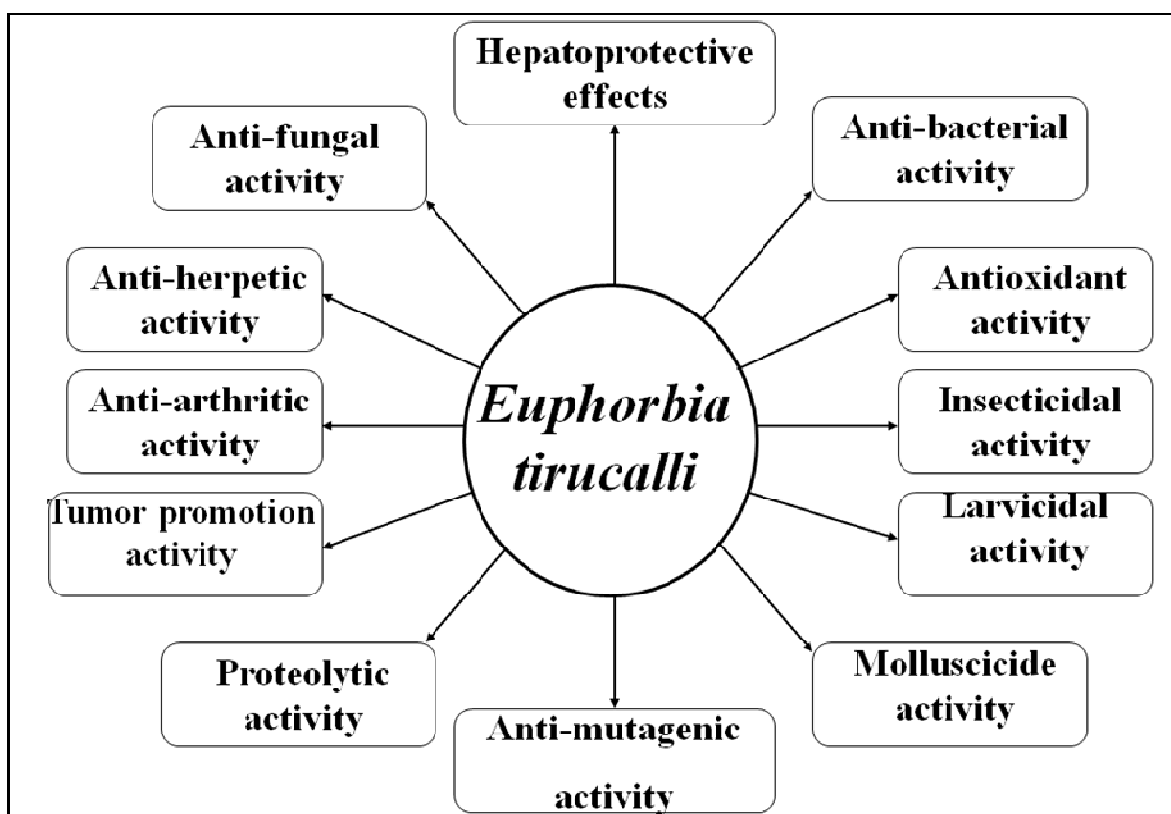 Hepatoprotective
effects
Anti-fungal
activity
Anti-bacterial
activity
Anti-herpetic
activity
Antioxidant
activity
Euphorbia
tirucalli
Anti-arthritic
activity
Insecticidal
activity
Tumor promotion
activity
Larvicidal
activity
Proteolytic
activity
Molluscicide
activity
Anti-mutagenic
activity